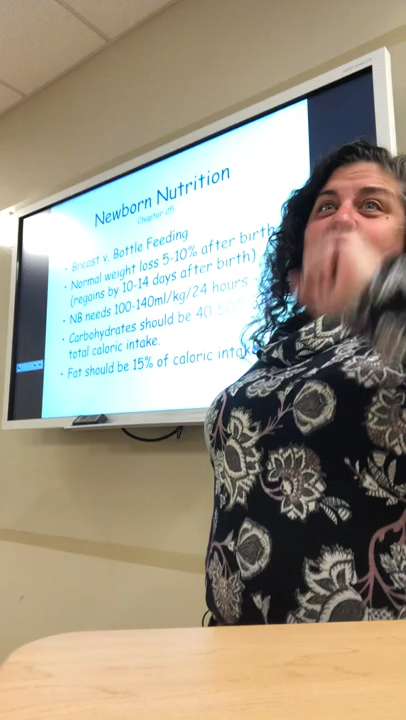 Newborn Nutrition
• Breast v. Bottle Feeding
• Normal weight loss 5-10% after birth
(regains by 10-14 days after birth)
• NB needs 100-140ml/kg/24 hours
• Carbohydrates should be 40-50%
total caloric intake.
• Fat should be 15% of caloric intake